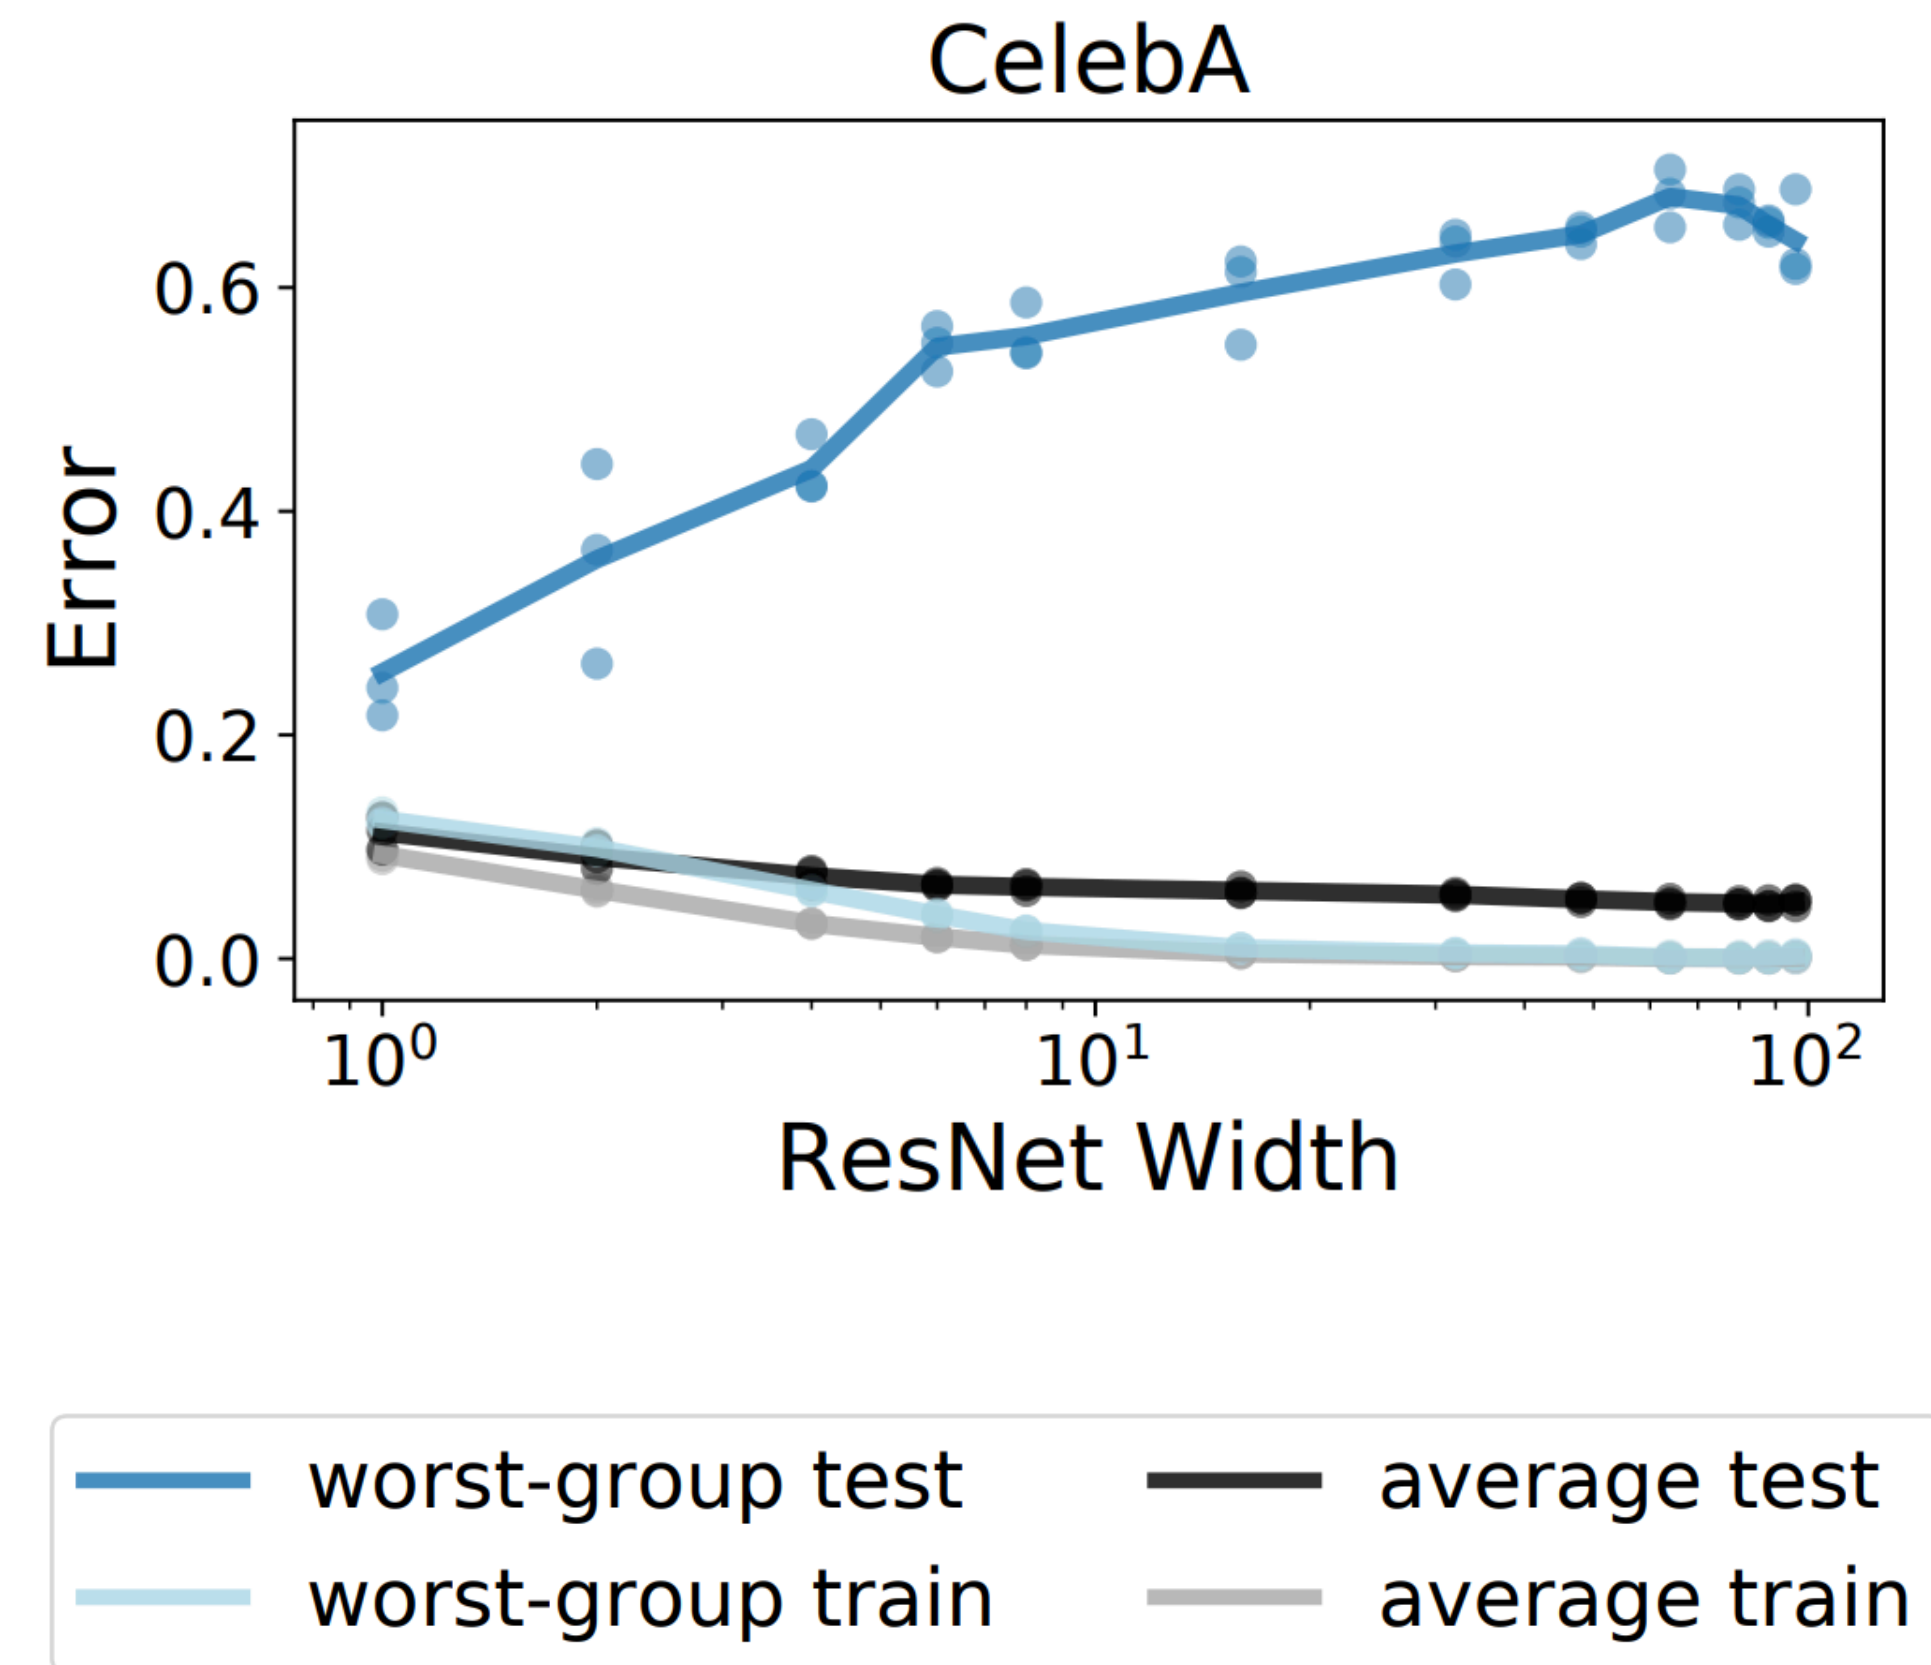 CelebA
Error
0.6
0.4
0.2
0.0
10⁰ 10¹ 10²
ResNet Width
worst-group test average test
worst-group train average train